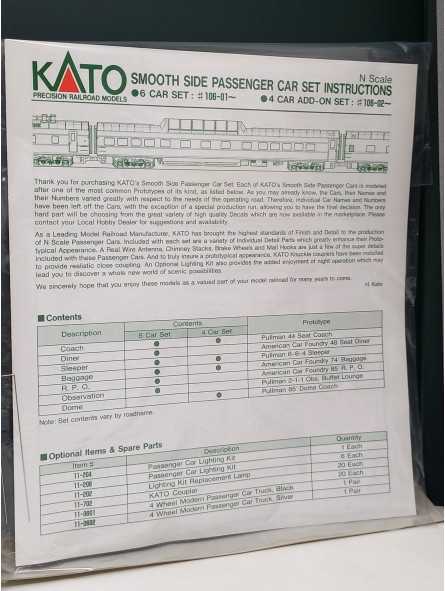 KATO
PRECISION RAILROAD MODELS
N Scale
SMOOTH SIDE PASSENGER CAR SET INSTRUCTIONS
●6 CAR SET : #106-01~ ●4 CAR ADD-ON SET : #106-02~
Thank you for purchasing KATO's Smooth Side Passenger Car Set. Each of KATO's Smooth Side Passenger Cars is modeled
after one of the most common Prototypes of its kind, as listed below. As you may already know, the Cars, their Names and
their Numbers varied greatly with respect to the needs of the operating road. Therefore, individual Car Names and Numbers
have been left off the Cars, with the exception of a special production run, allowing you to have the final decision. The only
hard part will be choosing from the great variety of high quality Decals which are now available in the marketplace. Please
contact your Local Hobby Dealer for suggestions and availability.
As a Leading Model Railroad Manufacturer, KATO has brought the highest standards of Finish and Detail to the production
of N Scale Passenger Cars. Included with each set are a variety of Individual Detail Parts which greatly enhance their Proto-
typical Appearance. A Real Wire Antenna, Chimney Stacks, Brake Wheels and Mail Hooks are just a few of the super details
included with these Passenger Cars. And to truly insure a prototypical appearance, KATO Knuckle couplers have been mounted
to provide realistic close coupling. An Optional Lighting Kit also provides the added enjoyment of night operation which may
lead you to discover a whole new world of scenic possibilities.
We sincerely hope that you enjoy these models as a valued part of your model railroad for many years to come.
H. Kato
■Contents
Description Contents Prototype
6 Car Set 4 Car Set
Coach ● ● Pullman 44 Seat Coach
Diner ● American Car Foundry 48 Seat Diner
Sleeper ● ● Pullman 6-6-4 Sleeper
Baggage ● ● American Car Foundry 74' Baggage
R. P. O. ● American Car Foundry 85' R. P. O.
Observation ● Pullman 2-1-1 Obs. Buffet Lounge
Dome ● Pullman 85' Dome Coach
Note: Set contents vary by roadname.
■Optional Items & Spare Parts
Item # Description Quantity
11-204 Passenger Car Lighting Kit 1 Each
11-206 Passenger Car Lighting Kit 6 Each
11-202 Lighting Kit Replacement Lamp 20 Each
11-702 KATO Coupler 20 Each
4 Wheel Modern Passenger Car Truck, Black 1 Pair
4 Wheel Modern Passenger Car Truck, Silver 1 Pair